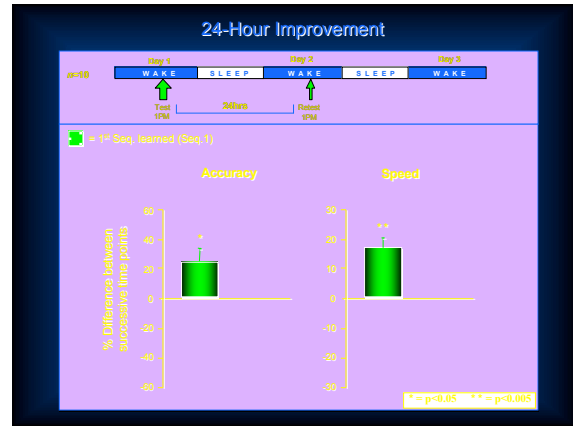 24-Hour Improvement
Day 1 Day 2 Day 3
n=10 WAKE SLEEP WAKE SLEEP WAKE
Test 24hrs Retest
1PM 1PM
= 1st Seq. learned (Seq.1)
Accuracy Speed
% Difference between
successive time points
60 30
* **
40 20
20 10
0 0
-20 -10
-40 -20
-60 -30
* = p<0.05 ** = p<0.005